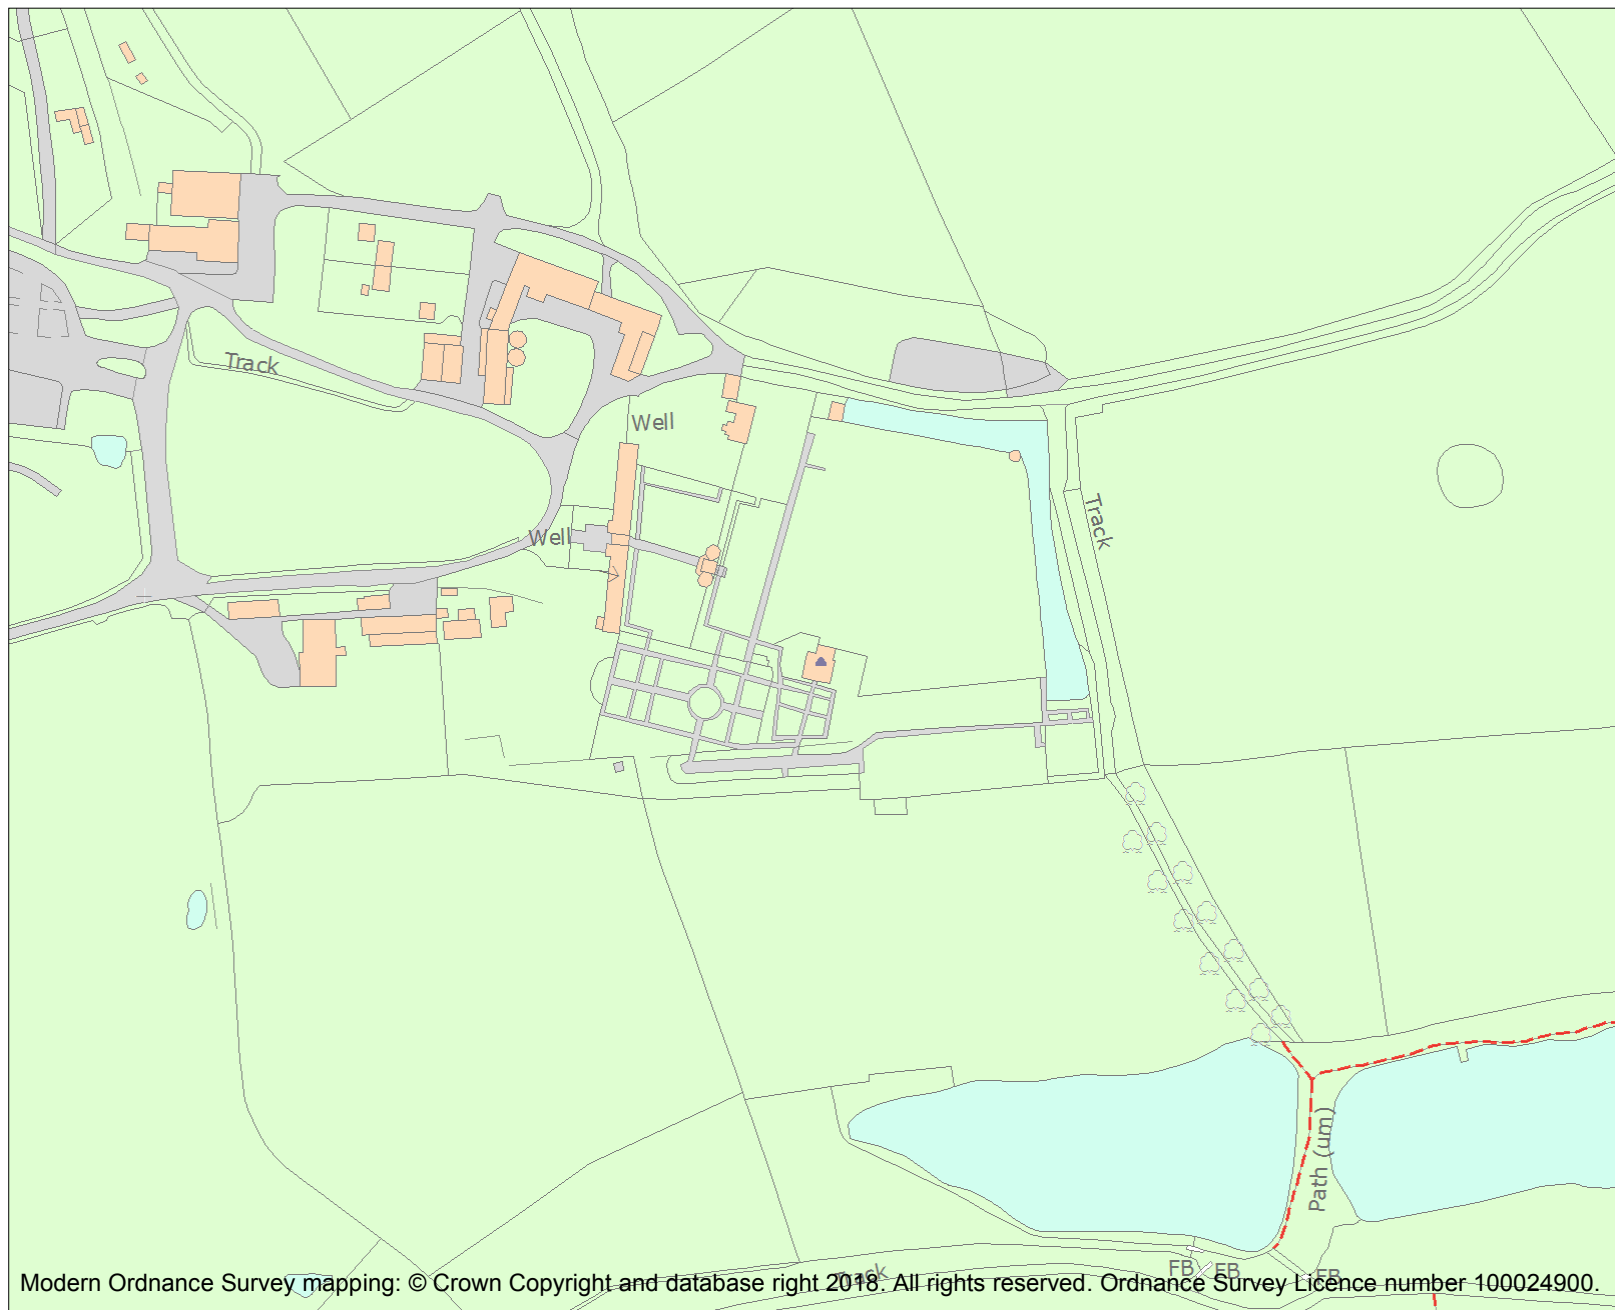 Track
Well
Track
Well
Path (um)
FB
FB
FB
Track
Modern Ordnance Survey mapping: © Crown Copyright and database right 2018. All rights reserved. Ordnance Survey Licence number 100024900.